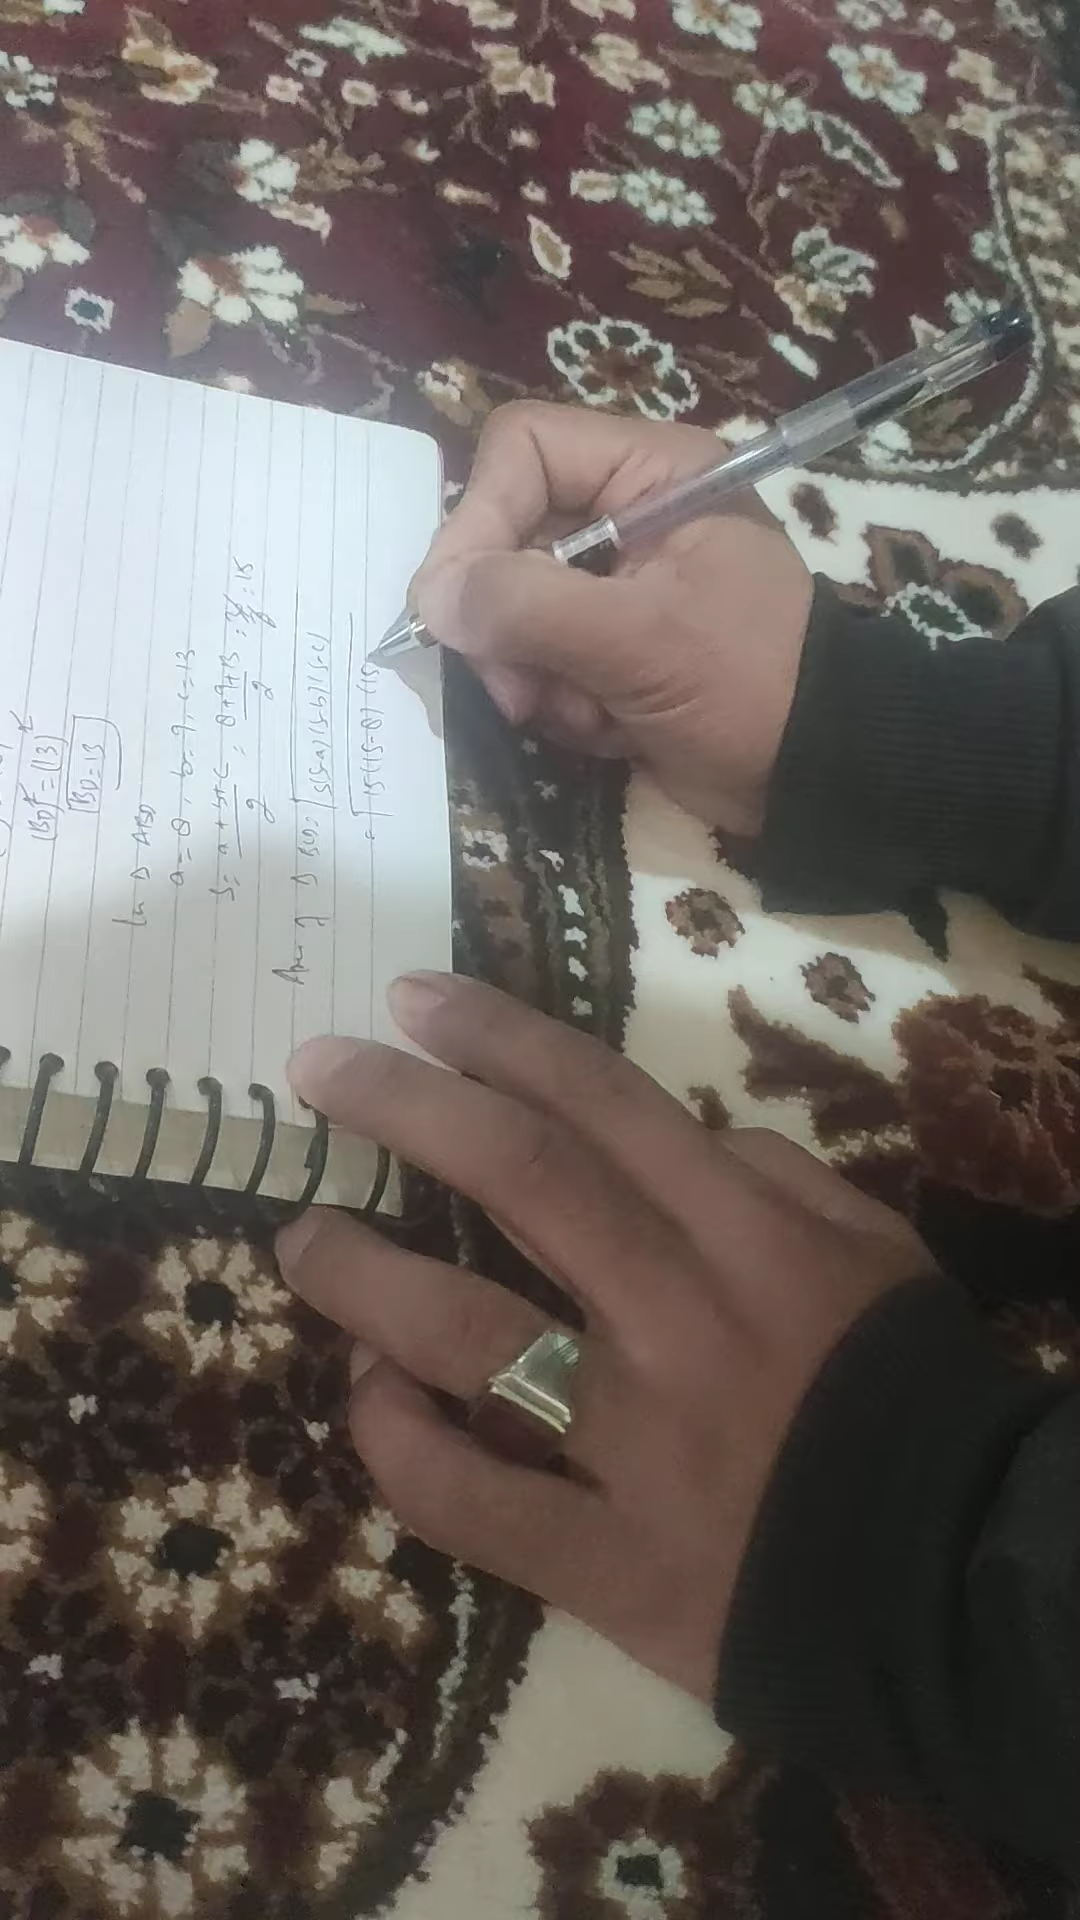 (BD)² = (13)²
BD = 13
In Δ ABD
a = 8, b = 9, c = 13
S = a + b + c / 2 = 8 + 9 + 13 / 2 = 30 / 2 = 15
Area of Δ = √S(S-a)(S-b)(S-c)
= √15(15-8)(15